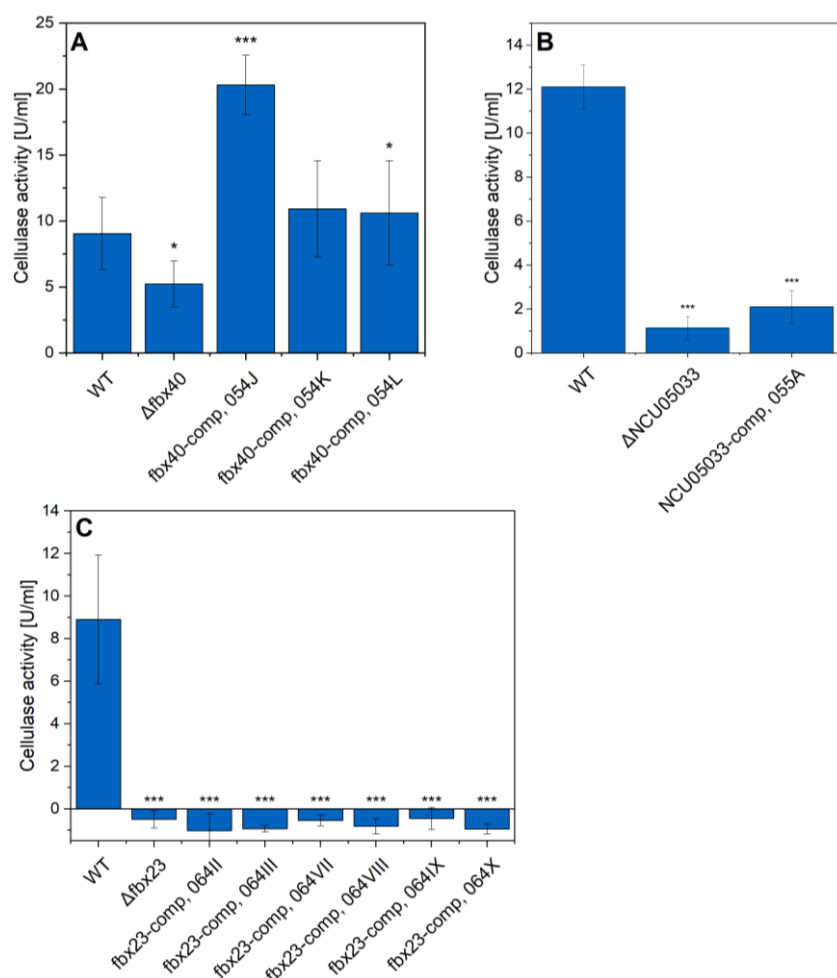 A
Cellulase activity [U/ml]
25
20
15
10
5
0
***
*
*
WT
Δfbx40
fbx40-comp, 054J
fbx40-comp, 054K
fbx40-comp, 054L
B
Cellulase activity [U/ml]
14
12
10
8
6
4
2
0
***
***
WT
ΔNCU05033
NCU05033-comp, 055A
C
Cellulase activity [U/ml]
14
12
10
8
6
4
2
0
***
***
***
***
***
***
***
WT
Δfbx23
fbx23-comp, 064II
fbx23-comp, 064III
fbx23-comp, 064VII
fbx23-comp, 064VIII
fbx23-comp, 064IX
fbx23-comp, 064X